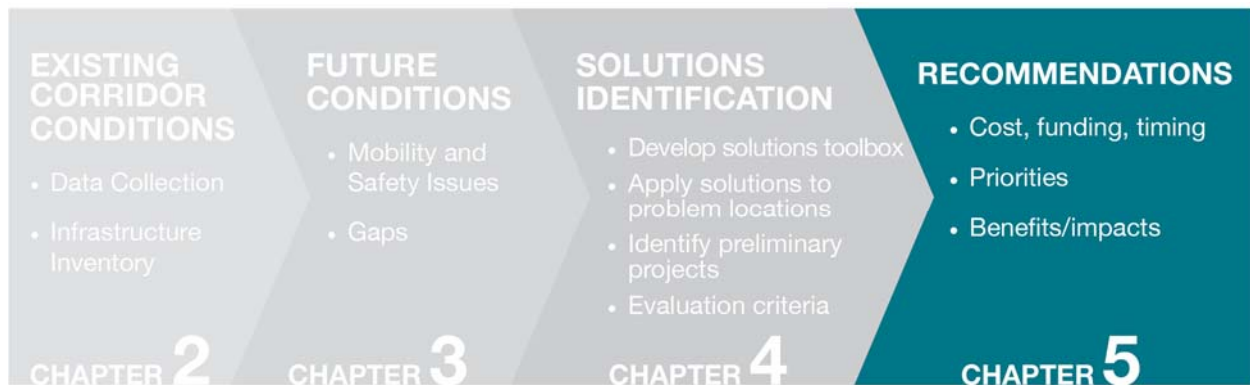 EXISTING
CORRIDOR
CONDITIONS
• Data Collection
• Infrastructure
Inventory
CHAPTER 2
FUTURE
CONDITIONS
• Mobility and
Safety Issues
• Gaps
CHAPTER 3
SOLUTIONS
IDENTIFICATION
• Develop solutions toolbox
• Apply solutions to
problem locations
• Identify preliminary
projects
• Evaluation criteria
CHAPTER 4
RECOMMENDATIONS
• Cost, funding, timing
• Priorities
• Benefits/impacts
CHAPTER 5